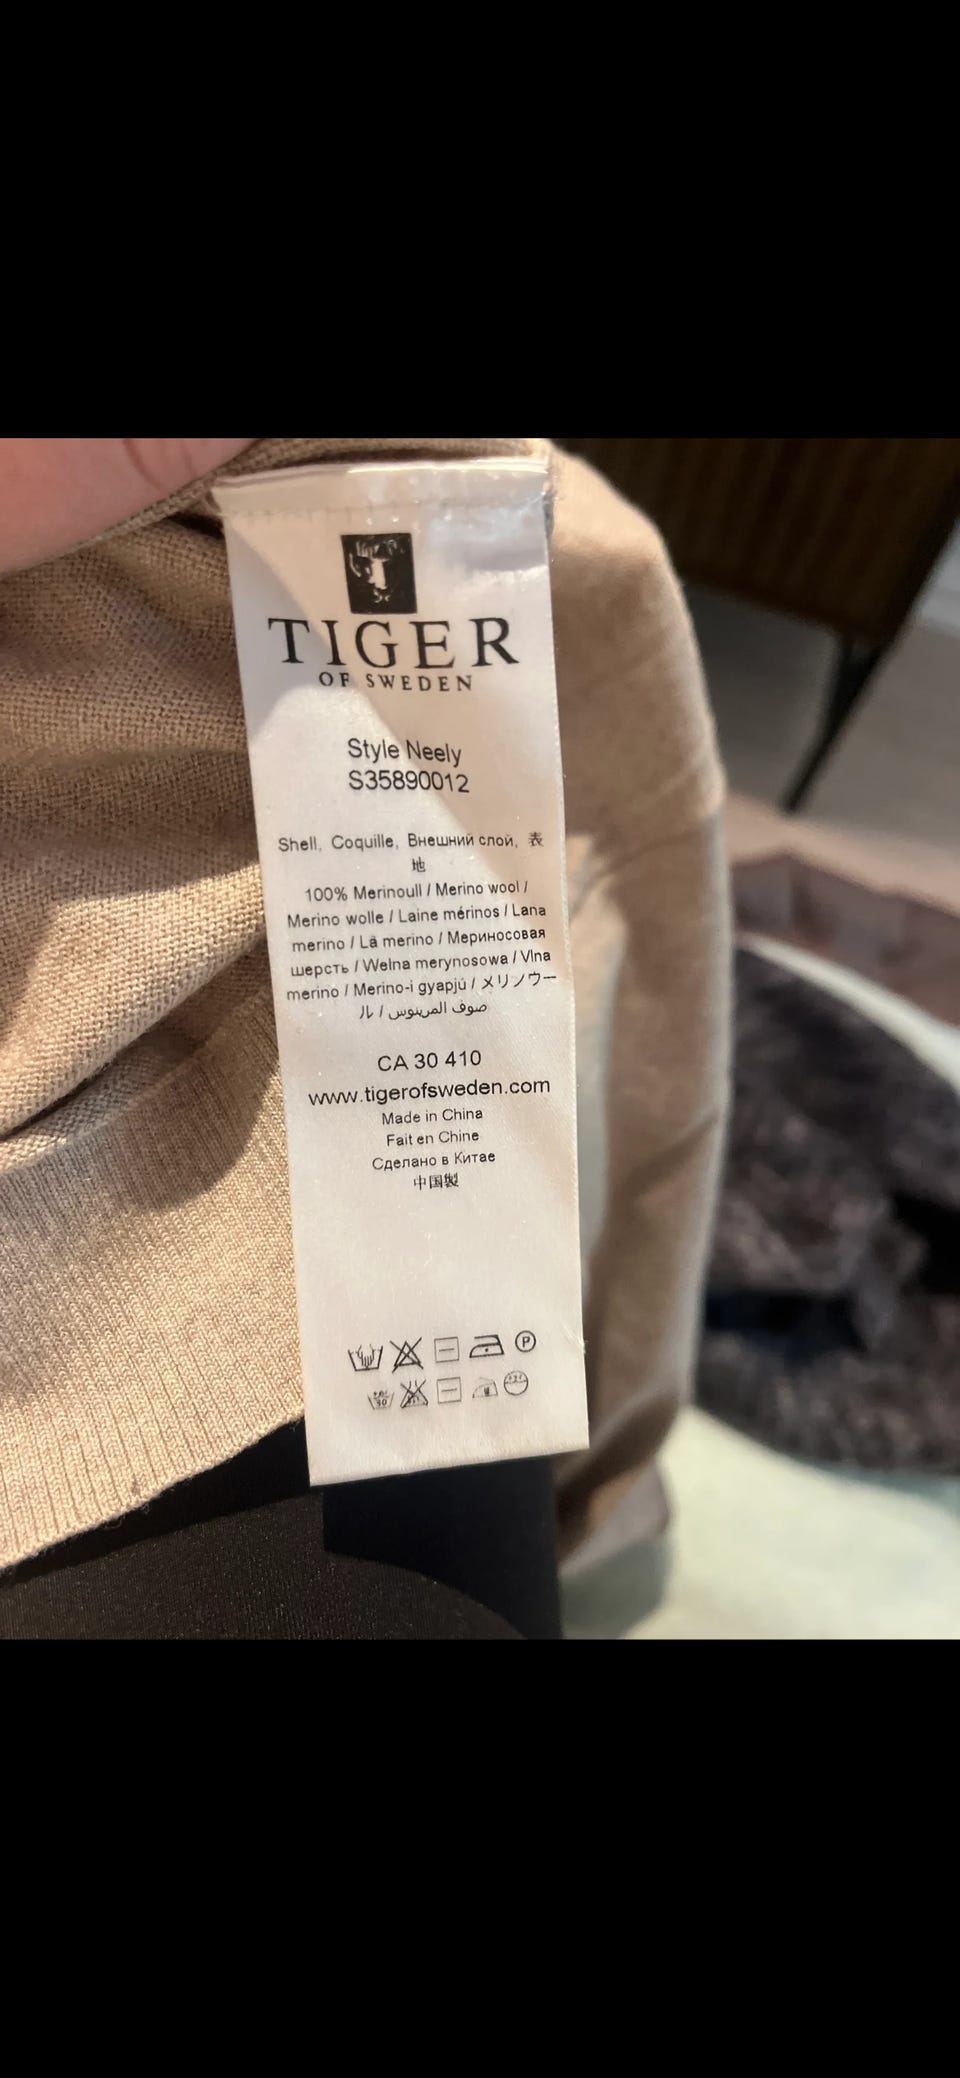 TIGER
OF SWEDEN
Style Neely
S35890012
Shell, Coquille, Внешний слой, 表
地
100% Merinoull / Merino wool /
Merino wolle / Laine mérinos / Lana
merino / Lã merino / Мериносовая
шерсть / Wełna merynosowa / Vlna
merino / Merino-i gyapjú / メリノウー
ル / صوف المرينوس
CA 30 410
www.tigerofsweden.com
Made in China
Fait en Chine
Сделано в Китае
中国製
P